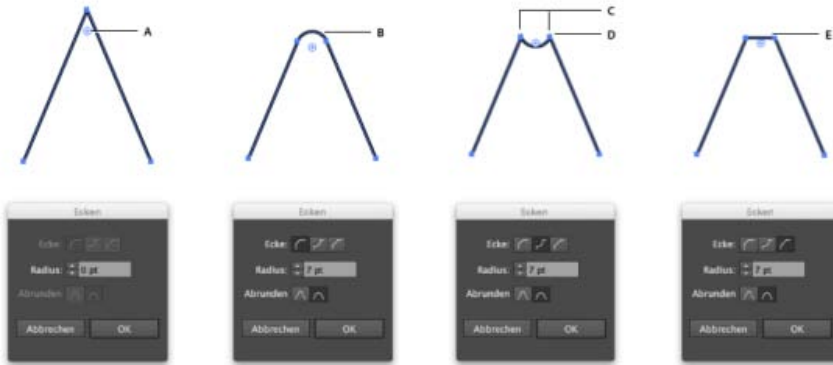 A
B
C
D
E
Ecken
Ecke:
Radius: 0 pt
Abrunden
Abbrechen OK
Ecken
Ecke:
Radius: 7 pt
Abrunden
Abbrechen OK
Ecken
Ecke:
Radius: 7 pt
Abrunden
Abbrechen OK
Ecken
Ecke:
Radius: 7 pt
Abrunden
Abbrechen OK